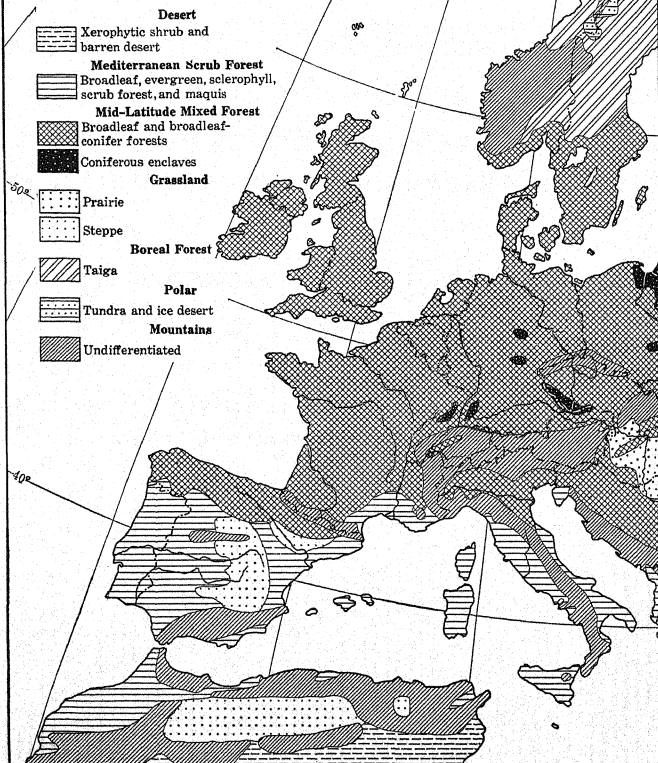 Desert
Xerophytic shrub and
barren desert
Mediterranean Scrub Forest
Broadleaf, evergreen, sclerophyll,
scrub forest, and maquis
Mid-Latitude Mixed Forest
Broadleaf and broadleaf-
conifer forests
Coniferous enclaves
Grassland
50°
Prairie
Steppe
Boreal Forest
Taiga
Polar
Tundra and ice desert
Mountains
Undifferentiated
40°